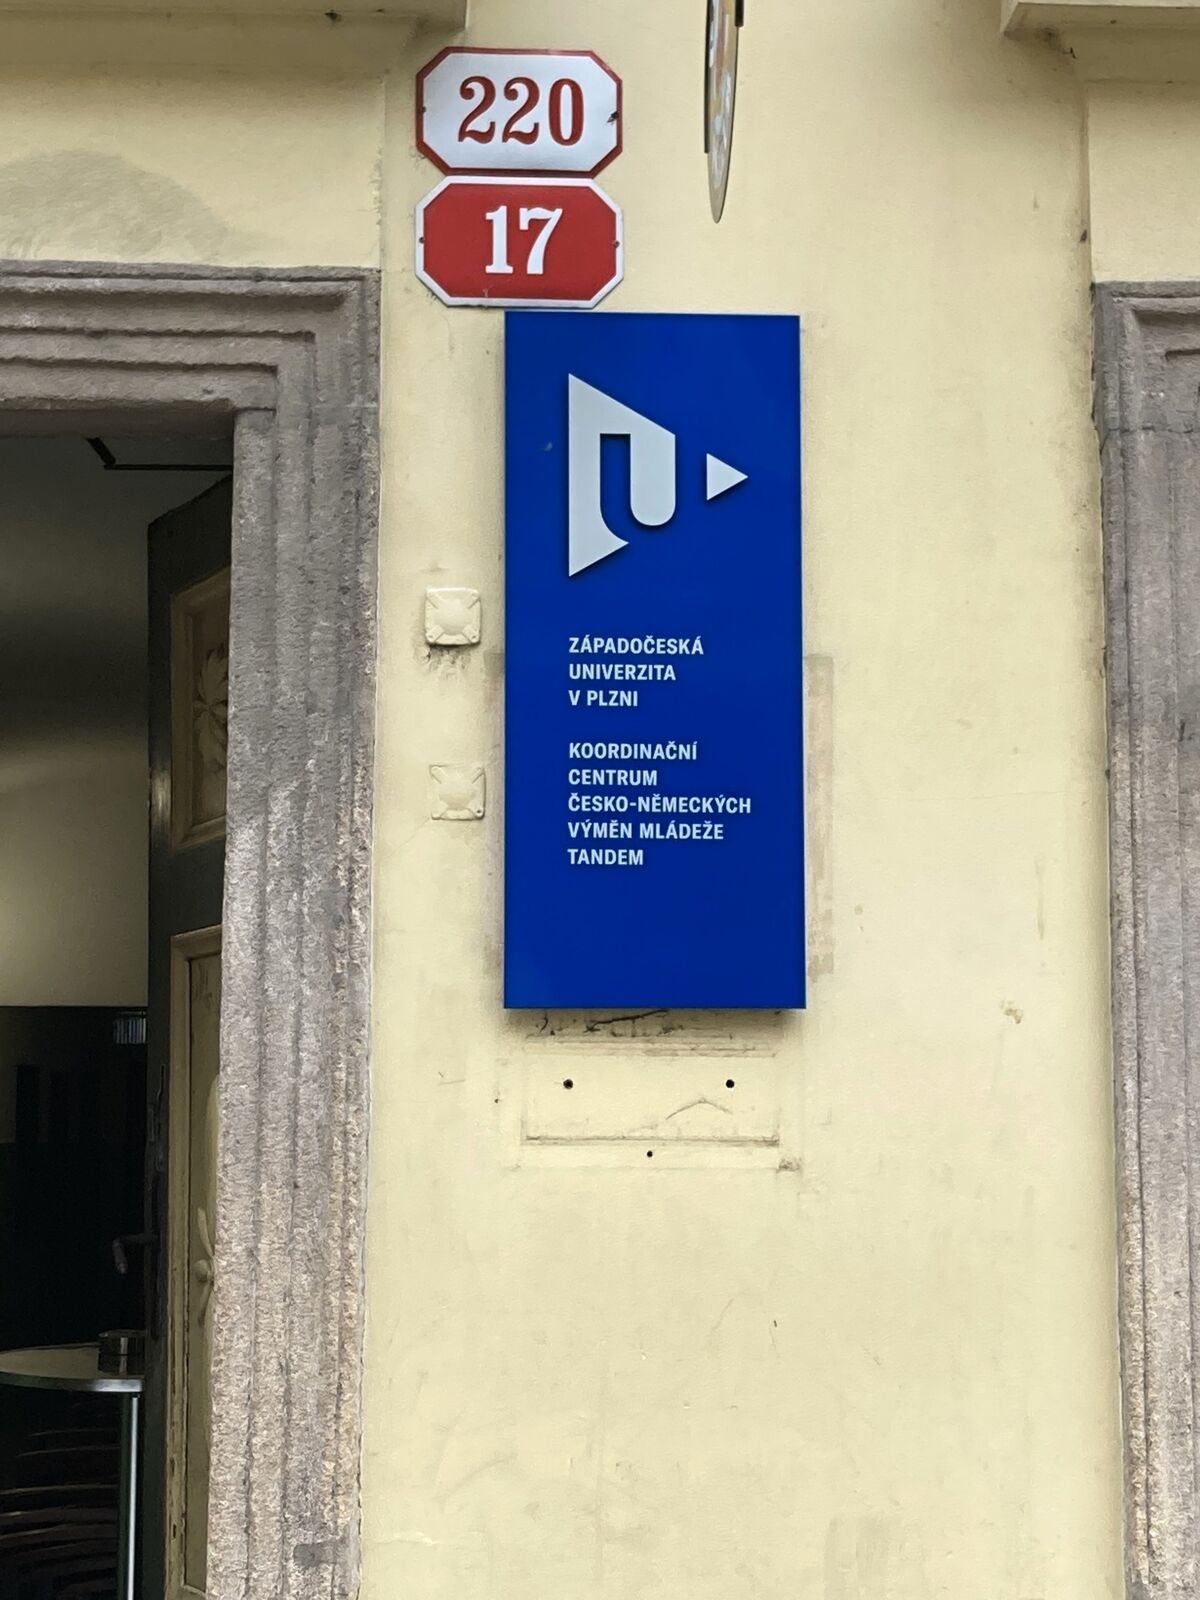 220
17
ZÁPADOČESKÁ
UNIVERZITA
V PLZNI
KOORDINAČNÍ
CENTRUM
ČESKO-NĚMECKÝCH
VÝMĚN MLÁDEŽE
TANDEM